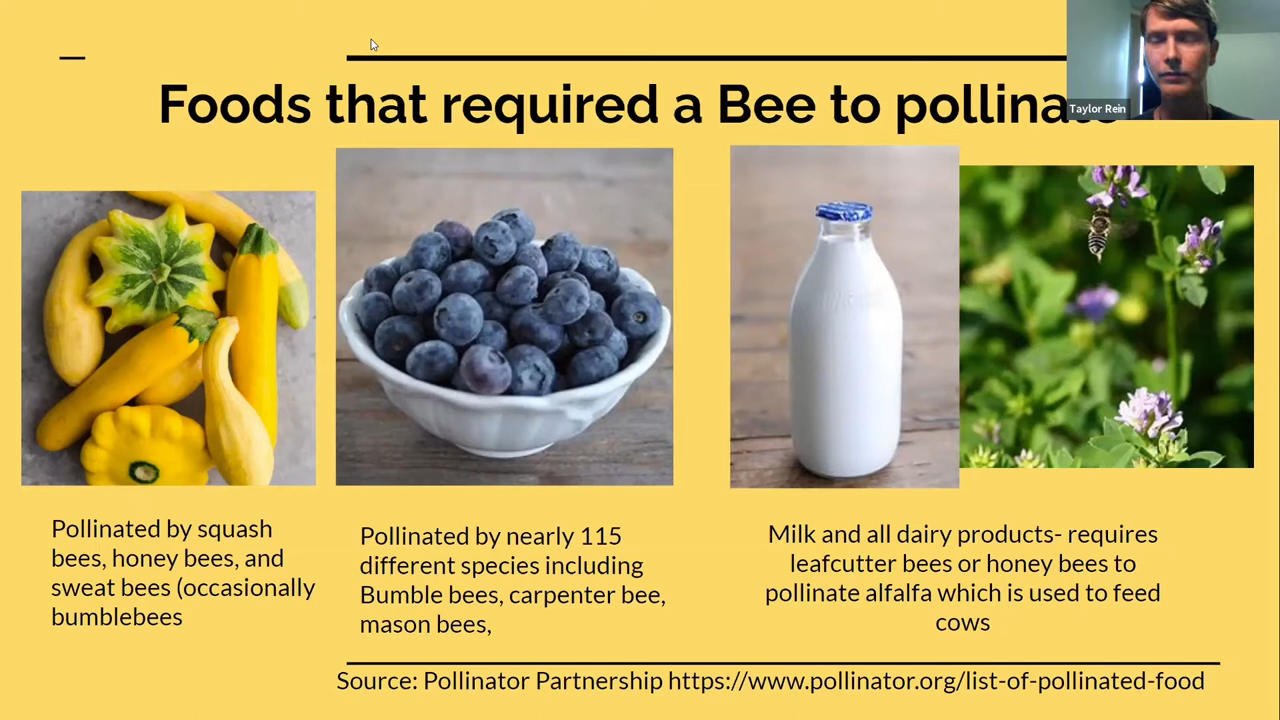 Foods that required a Bee to pollinate
Taylor Rein
Pollinated by squash
bees, honey bees, and
sweat bees (occasionally
bumblebees
Pollinated by nearly 115
different species including
Bumble bees, carpenter bee,
mason bees,
Milk and all dairy products- requires
leafcutter bees or honey bees to
pollinate alfalfa which is used to feed
cows
Source: Pollinator Partnership https://www.pollinator.org/list-of-pollinated-food